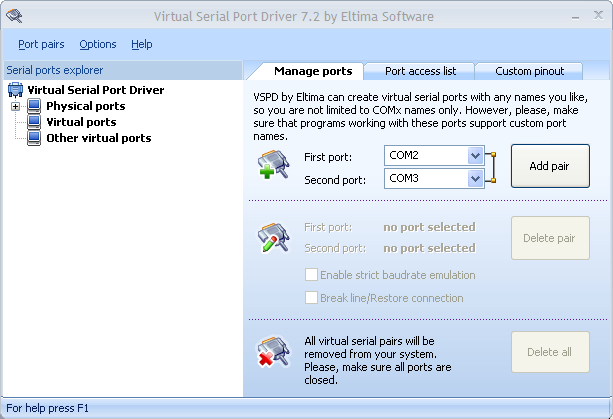 Virtual Serial Port Driver 7.2 by Eltima Software
Port pairs Options Help
Serial ports explorer
Virtual Serial Port Driver
Physical ports
Virtual ports
Other virtual ports
Manage ports Port access list Custom pinout
VSPD by Eltima can create virtual serial ports with any names you like,
so you are not limited to COMx names only. However, please, make
sure that programs working with these ports support custom port
names.
First port: COM2
Second port: COM3
Add pair
First port: no port selected
Second port: no port selected
Delete pair
Enable strict baudrate emulation
Break line/Restore connection
All virtual serial pairs will be
removed from your system.
Please, make sure all ports are
closed.
Delete all
For help press F1